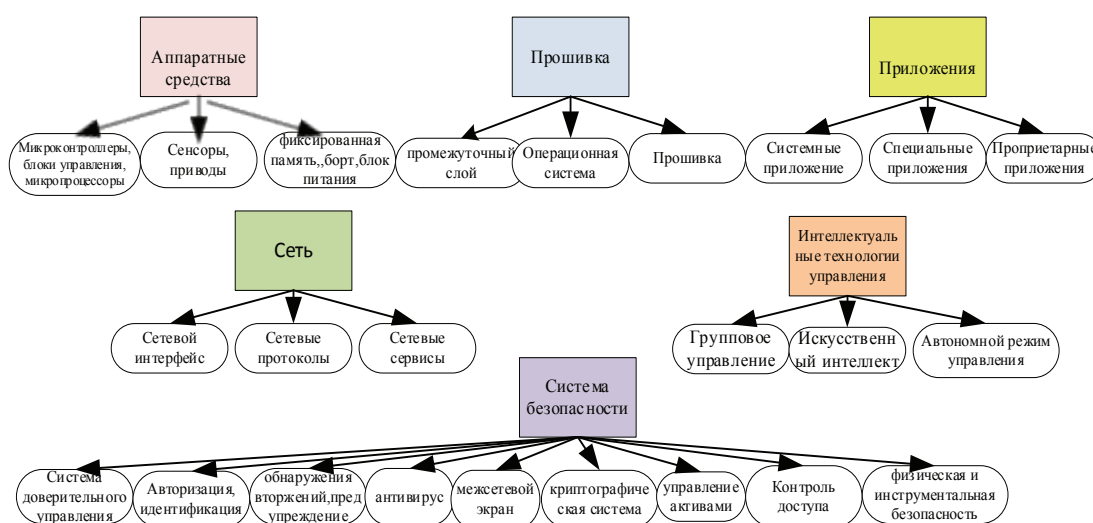 Аппаратные
средства
Прошивка
Приложения
Микроконтроллеры,
блоки управления,
микропроцессоры
Сенсоры,
приводы
фиксированная
память,,борт,блок
питания
промежуточный
слой
Операционная
система
Прошивка
Системные
приложение
Специальные
приложения
Проприетарные
приложения
Сеть
Интеллектуаль
ные технологии
управления
Сетевой
интерфейс
Сетевые
протоколы
Сетевые
сервисы
Групповое
управление
Искусственн
ый интеллект
Автономной режим
управления
Система
безопасности
Система
доверительного
управления
Авторизация,
идентификация
обнаружения
вторжений,пред
упреждение
антивирус
межсетевой
экран
криптографиче
ская система
управление
активами
Контроль
доступа
физическая и
инструментальная
безопасность